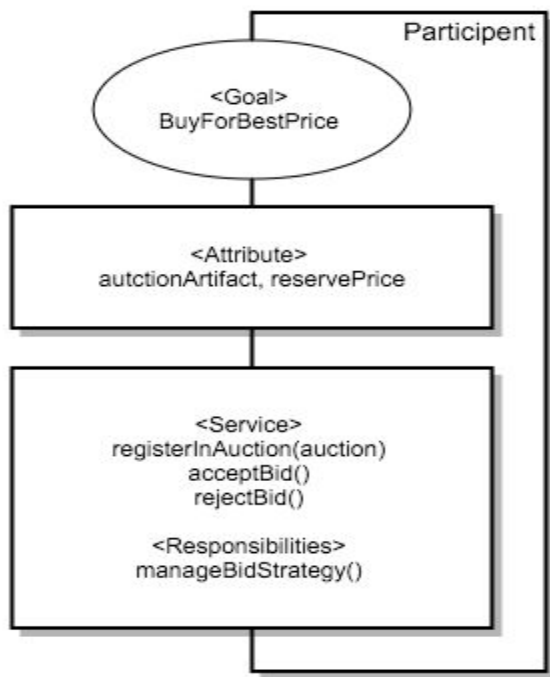 Participent
<Goal>
BuyForBestPrice
<Attribute>
autctionArtifact, reservePrice
<Service>
registerInAuction(auction)
acceptBid()
rejectBid()
<Responsibilities>
manageBidStrategy()